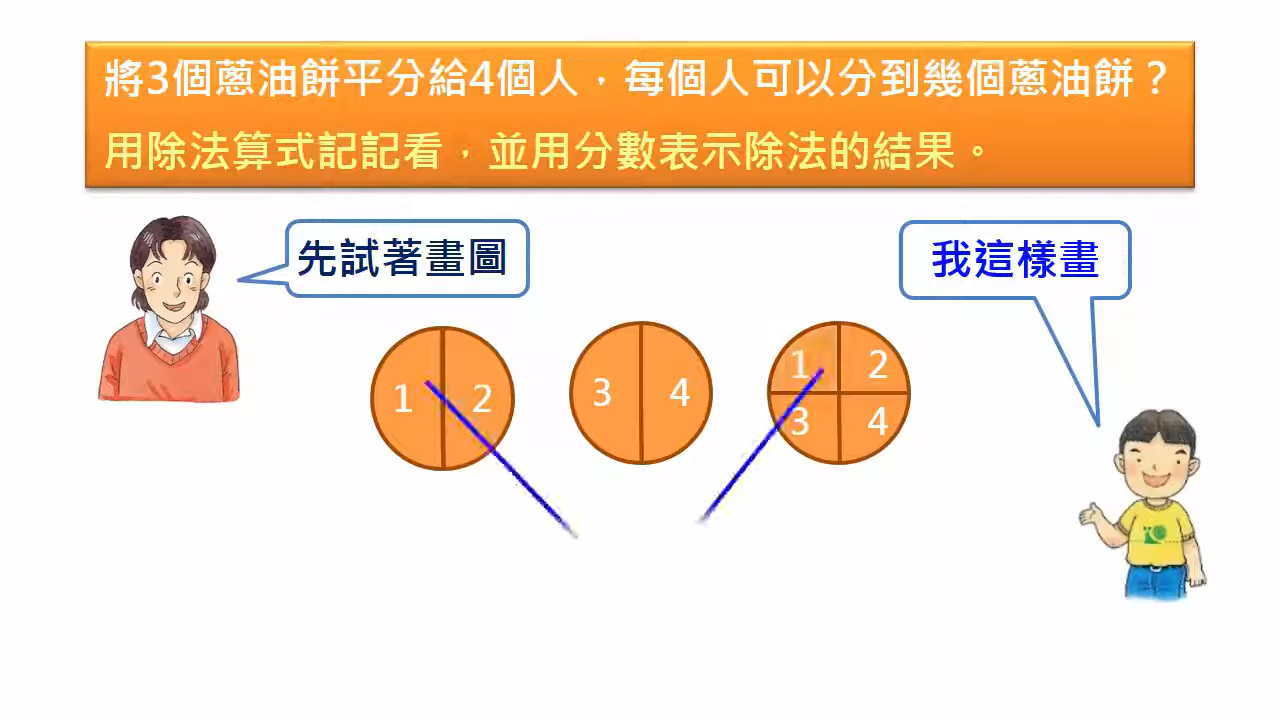 將3個蔥油餅平分給4個人，每個人可以分到幾個蔥油餅？
用除法算式記記看，並用分數表示除法的結果。
先試著畫圖
我這樣畫
1 2
3 4
1 2
3 4